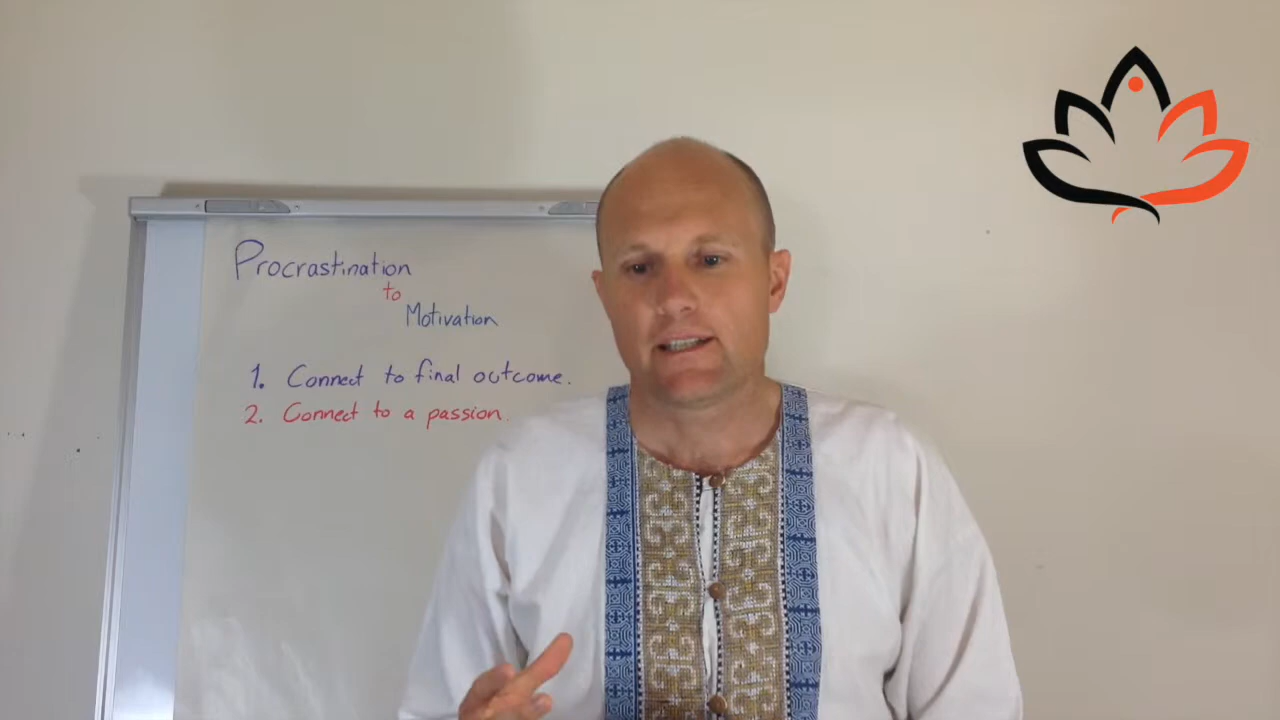 Procrastination
to
Motivation
1. Connect to final outcome.
2. Connect to a passion.